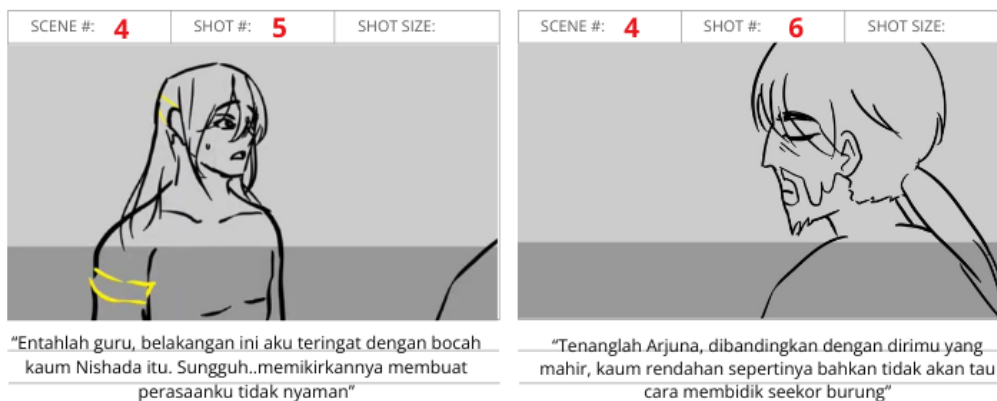 SCENE #: 4 SHOT #: 5 SHOT SIZE:
“Entahlah guru, belakangan ini aku teringat dengan bocah
kaum Nishada itu. Sungguh..memikirkannya membuat
perasaanku tidak nyaman”
SCENE #: 4 SHOT #: 6 SHOT SIZE:
“Tenanglah Arjuna, dibandingkan dengan dirimu yang
mahir, kaum rendahan sepertinya bahkan tidak akan tau
cara membidik seekor burung”